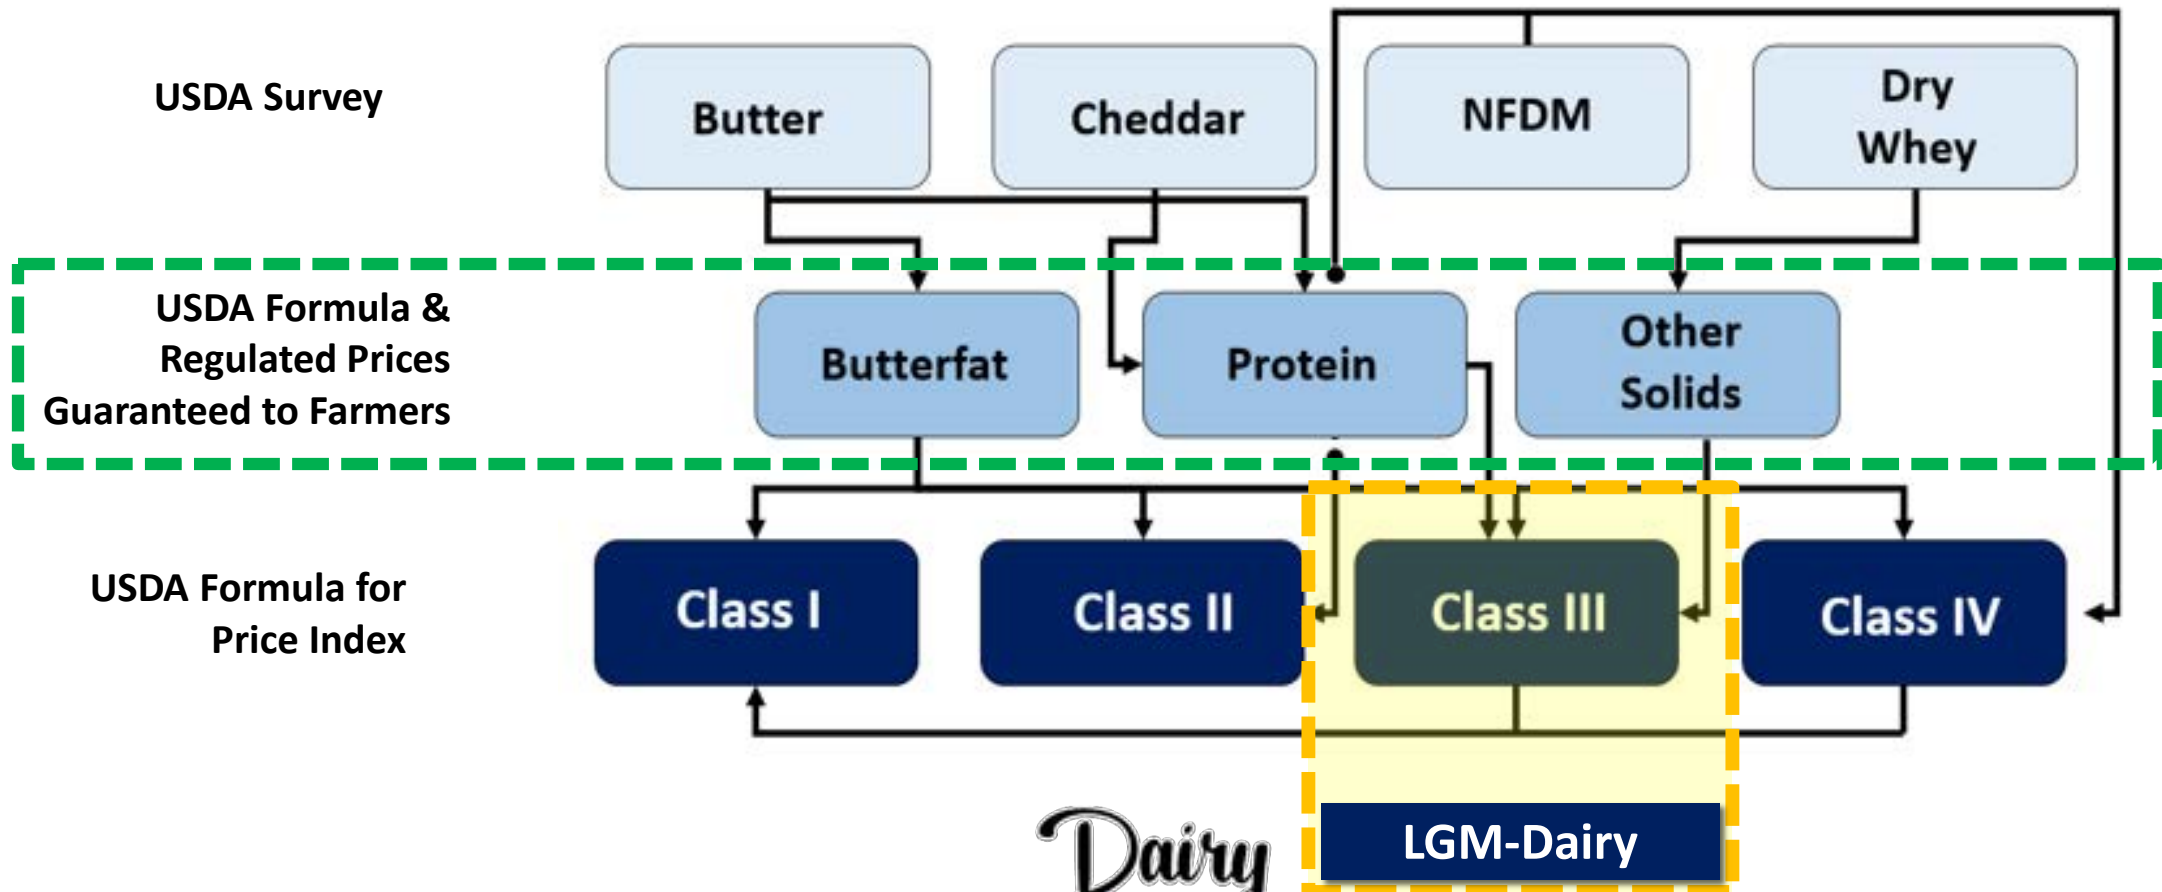 USDA Survey
Butter
Cheddar
NFDM
Dry
Whey
USDA Formula &
Regulated Prices
Guaranteed to Farmers
Butterfat
Protein
Other
Solids
USDA Formula for
Price Index
Class I
Class II
Class III
Class IV
Dairy
LGM-Dairy